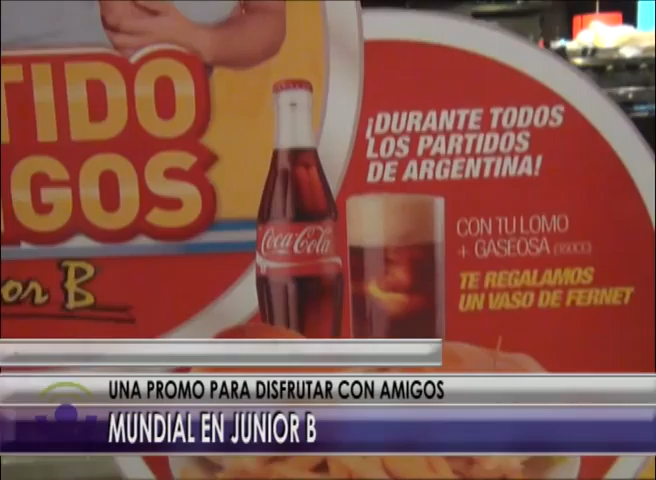 TIDO
GOS
or B
Coca-Cola
¡DURANTE TODOS
LOS PARTIDOS
DE ARGENTINA!
CON TU LOMO
+ GASEOSA
TE REGALAMOS
UN VASO DE FERNET
UNA PROMO PARA DISFRUTAR CON AMIGOS
MUNDIAL EN JUNIOR B